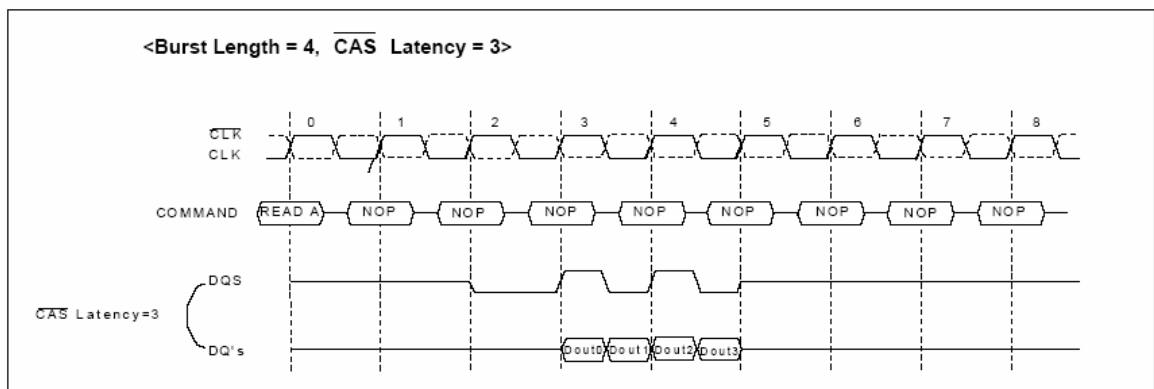 <Burst Length = 4, CAS Latency = 3>
0 1 2 3 4 5 6 7 8
CLK
CLK
COMMAND READ A NOP NOP NOP NOP NOP NOP NOP NOP
DQS
CAS Latency=3
DQ's Dout0 Dout1 Dout2 Dout3